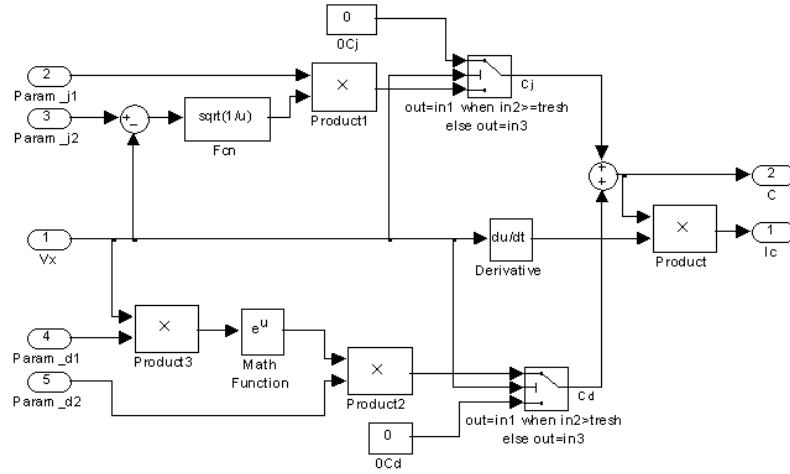 0
0Cj
2
Param_j1
3
Param_j2
+
−
sqrt(1/u)
Fcn
×
Product1
Cj
out=in1 when in2>=tresh
else out=in3
+
+
2
C
1
Vx
du/dt
Derivative
×
Product
1
Ic
4
Param_d1
×
Product3
e^u
Math
Function
5
Param_d2
×
Product2
Cd
out=in1 when in2>tresh
else out=in3
0
0Cd